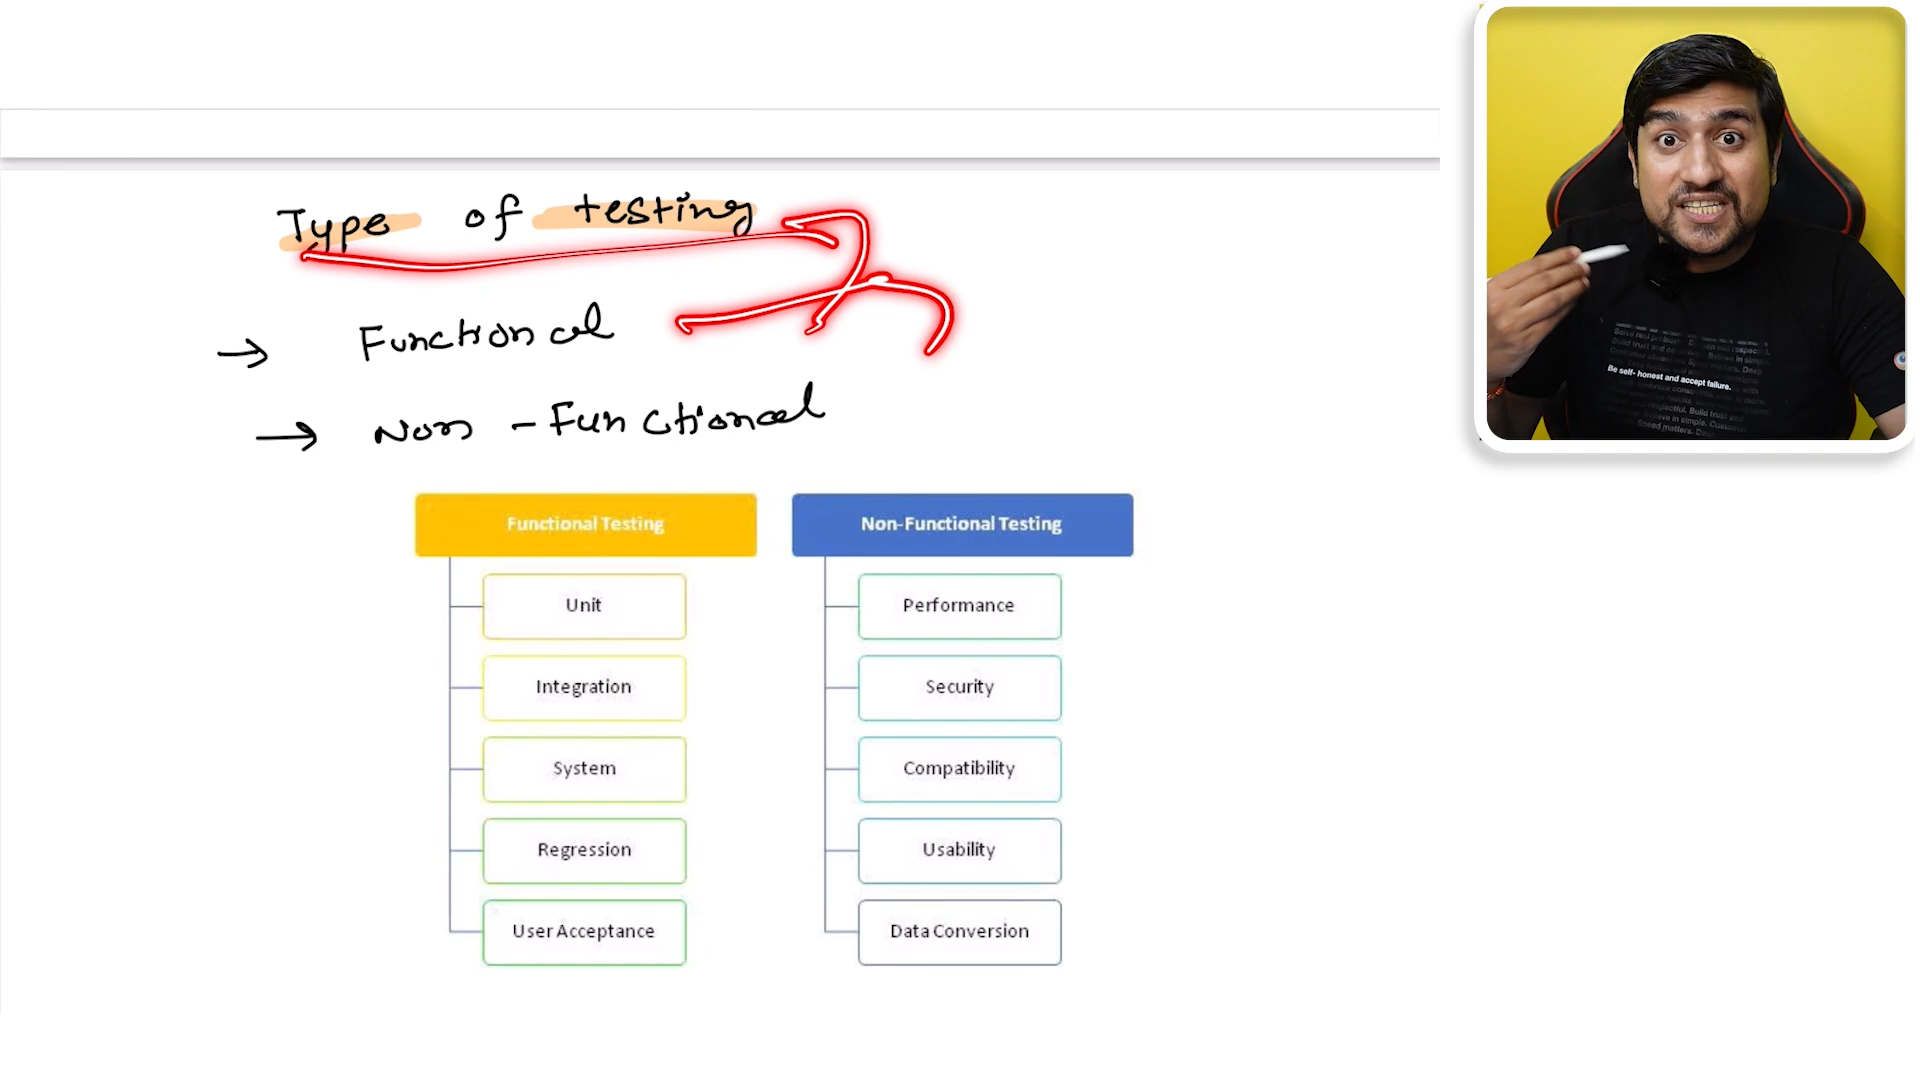 Type of testing
→ Functional
→ Non - Functional
Functional Testing
Unit
Integration
System
Regression
User Acceptance
Non-Functional Testing
Performance
Security
Compatibility
Usability
Data Conversion
Be self- honest and accept failure.